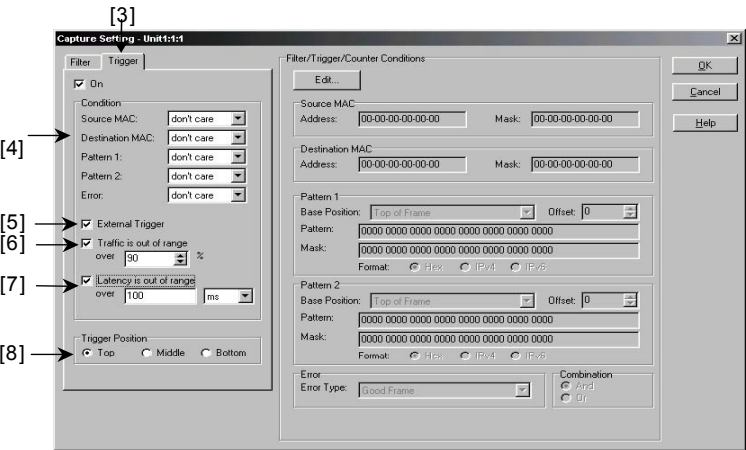 [3]
Capture Setting - Unit1:1:1
Filter Trigger
On
Condition
Source MAC: don't care
Destination MAC: don't care
[4]
Pattern 1: don't care
Pattern 2: don't care
Error: don't care
[5] External Trigger
[6] Traffic is out of range
over 90 %
[7] Latency is out of range
over 100 ms
Trigger Position
[8] Top Middle Bottom
Filter/Trigger/Counter Conditions
Edit...
Source MAC
Address: 00-00-00-00-00-00 Mask: 00-00-00-00-00-00
Destination MAC
Address: 00-00-00-00-00-00 Mask: 00-00-00-00-00-00
Pattern 1
Base Position: Top of Frame Offset: 0
Pattern: 0000 0000 0000 0000 0000 0000 0000 0000
Mask: 0000 0000 0000 0000 0000 0000 0000 0000
Format: Hex IPv4 IPv6
Pattern 2
Base Position: Top of Frame Offset: 0
Pattern: 0000 0000 0000 0000 0000 0000 0000 0000
Mask: 0000 0000 0000 0000 0000 0000 0000 0000
Format: Hex IPv4 IPv6
Error
Error Type: Good Frame
Combination
And
Or
OK
Cancel
Help